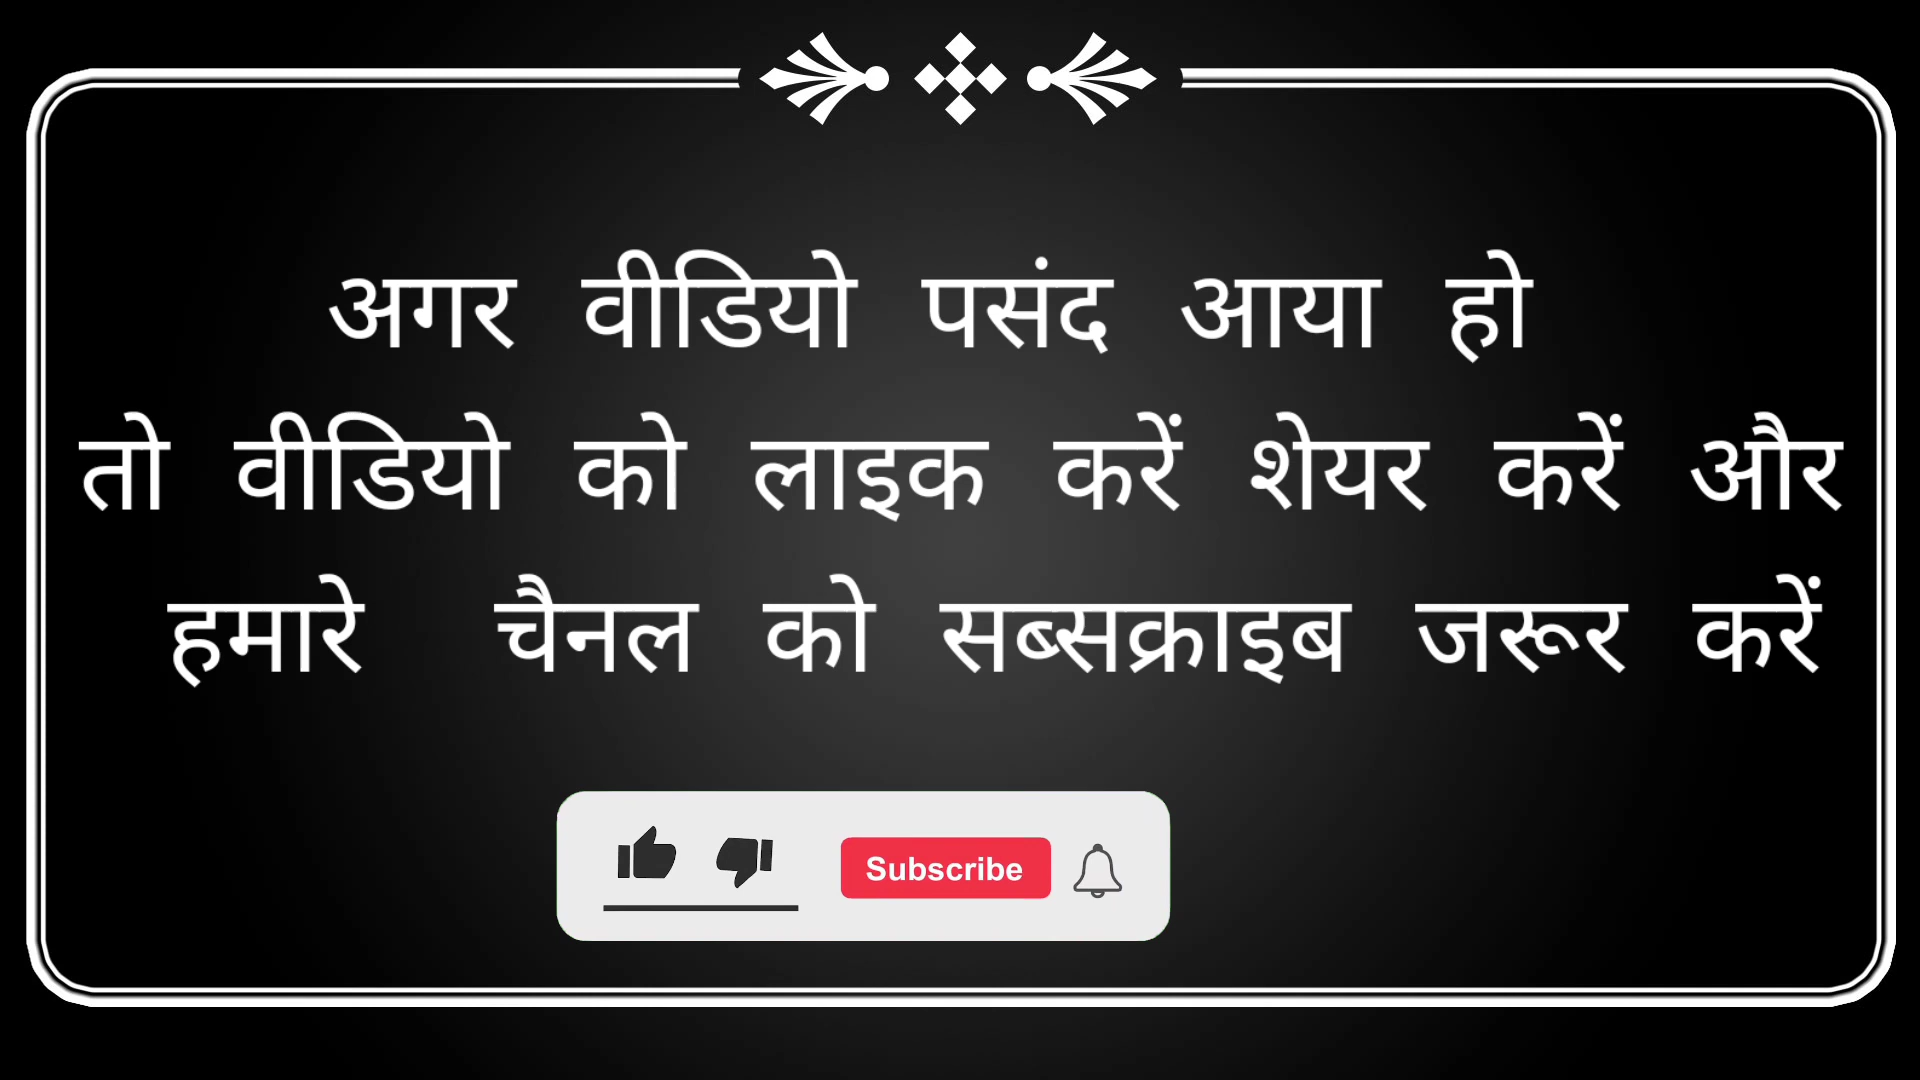 अगर वीडियो पसंद आया हो
तो वीडियो को लाइक करें शेयर करें और
हमारे चैनल को सब्सक्राइब जरूर करें
Subscribe